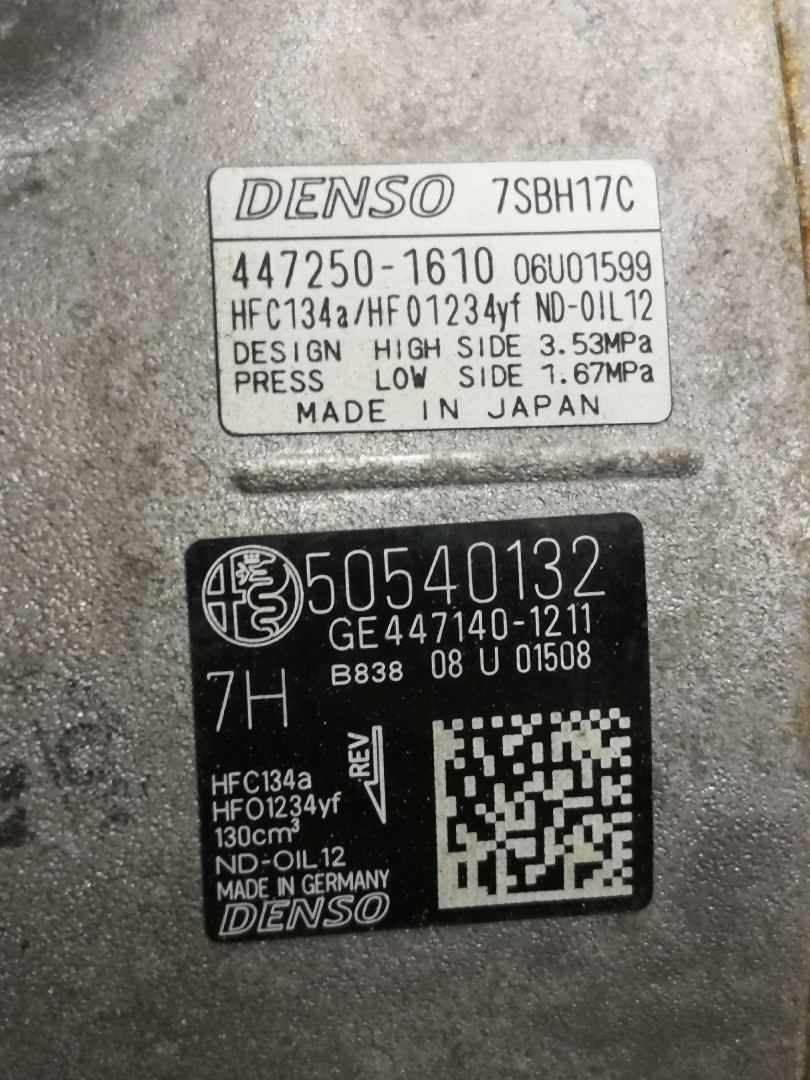 DENSO 7SBH17C
447250-1610 06U01599
HFC134a/HFO1234yf ND-OIL12
DESIGN HIGH SIDE 3.53MPa
PRESS LOW SIDE 1.67MPa
MADE IN JAPAN
50540132
GE447140-1211
B838 08 U 01508
7H
REV
HFC134a
HFO1234yf
130cm³
ND-OIL12
MADE IN GERMANY
DENSO